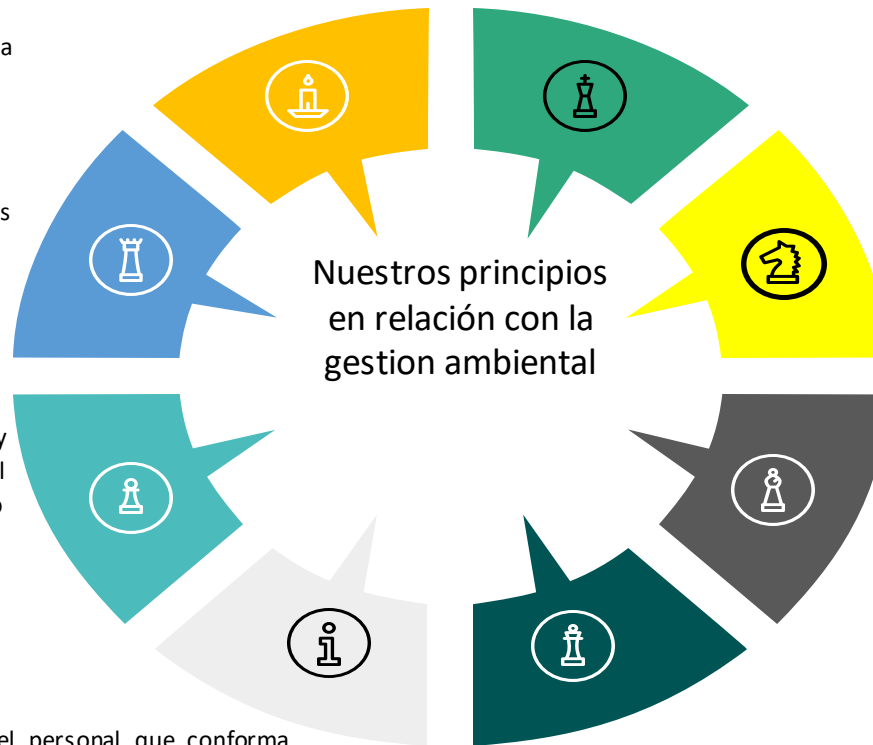 a
s
Nuestros principios
en relación con la
gestion ambiental
y
l
o
el personal que conforma